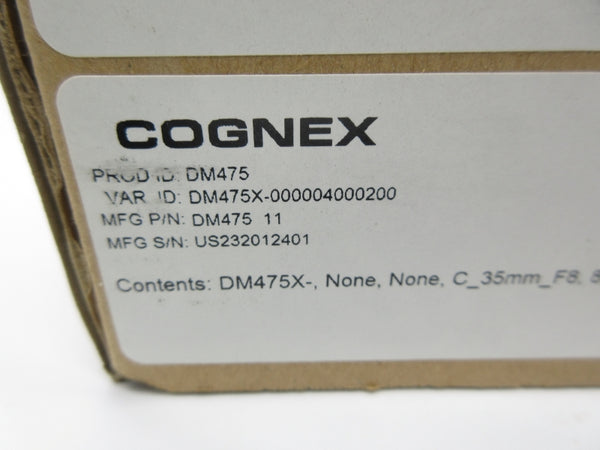 COGNEX
PROD ID: DM475
VAR ID: DM475X-000004000200
MFG P/N: DM475 11
MFG S/N: US232012401
Contents: DM475X-, None, None, C_35mm_F8,